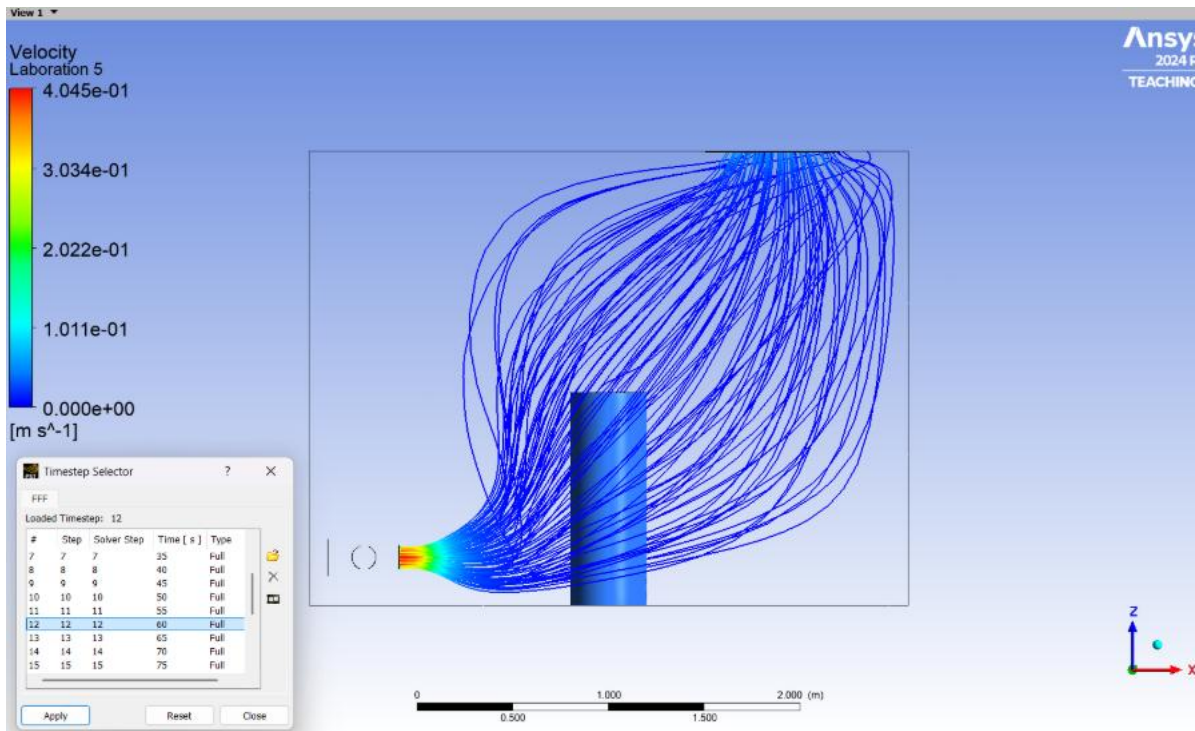 View 1
Ansys
2024 R
TEACHING
Velocity
Laboration 5
4.045e-01
3.034e-01
2.022e-01
1.011e-01
0.000e+00
[m s^-1]
Timestep Selector ? X
FFF
Loaded Timestep: 12
# Step Solver Step Time [ s ] Type
7 7 7 35 Full
8 8 8 40 Full
9 9 9 45 Full
10 10 10 50 Full
11 11 11 55 Full
12 12 12 60 Full
13 13 13 65 Full
14 14 14 70 Full
15 15 15 75 Full
Apply Reset Close
0 1.000 2.000 (m)
0.500 1.500
Z
X